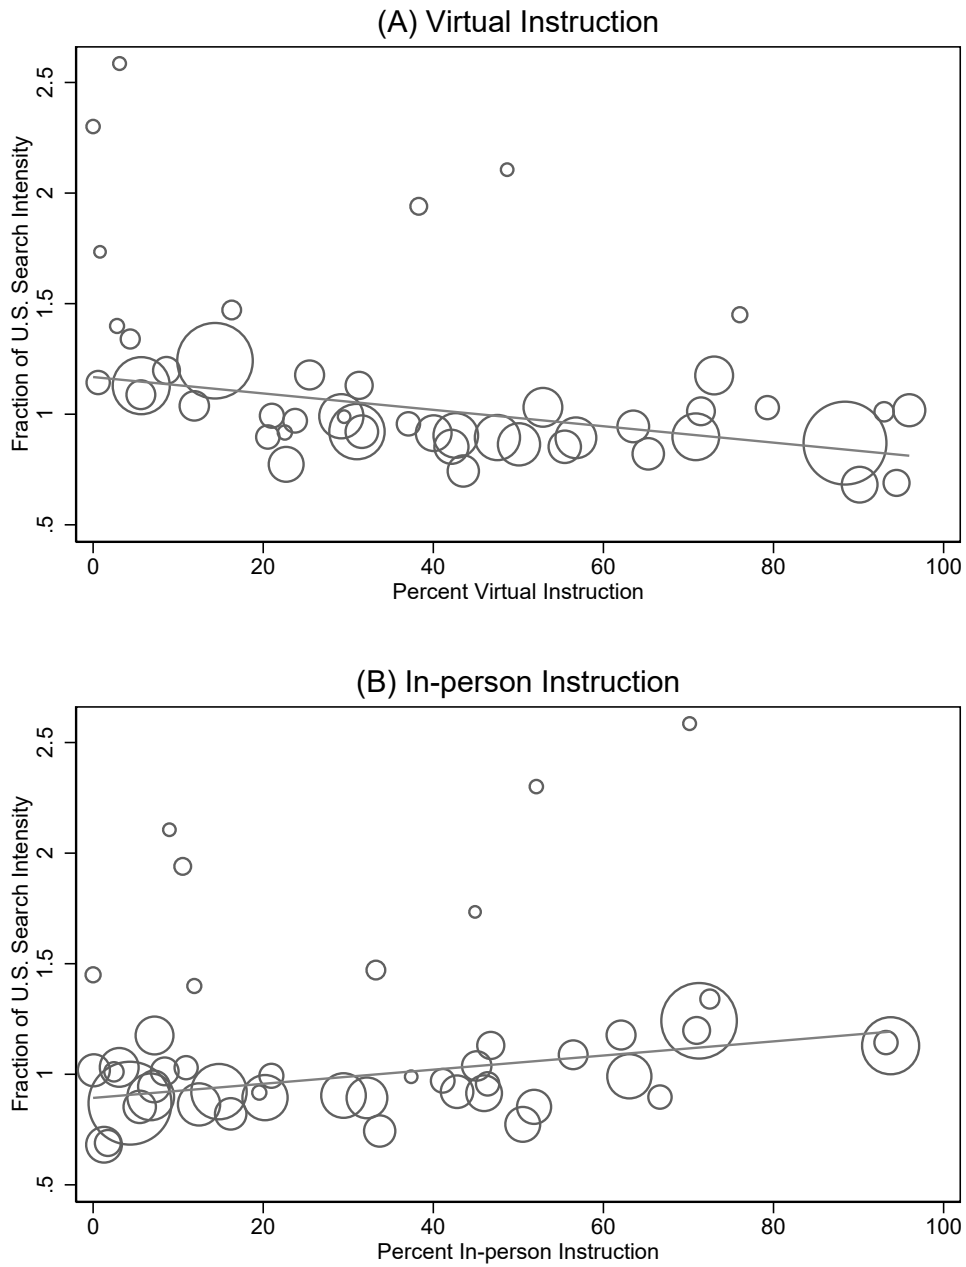 (A) Virtual Instruction
Fraction of U.S. Search Intensity
2.5
2
1.5
1
.5
0 20 40 60 80 100
Percent Virtual Instruction
(B) In-person Instruction
Fraction of U.S. Search Intensity
2.5
2
1.5
1
.5
0 20 40 60 80 100
Percent In-person Instruction